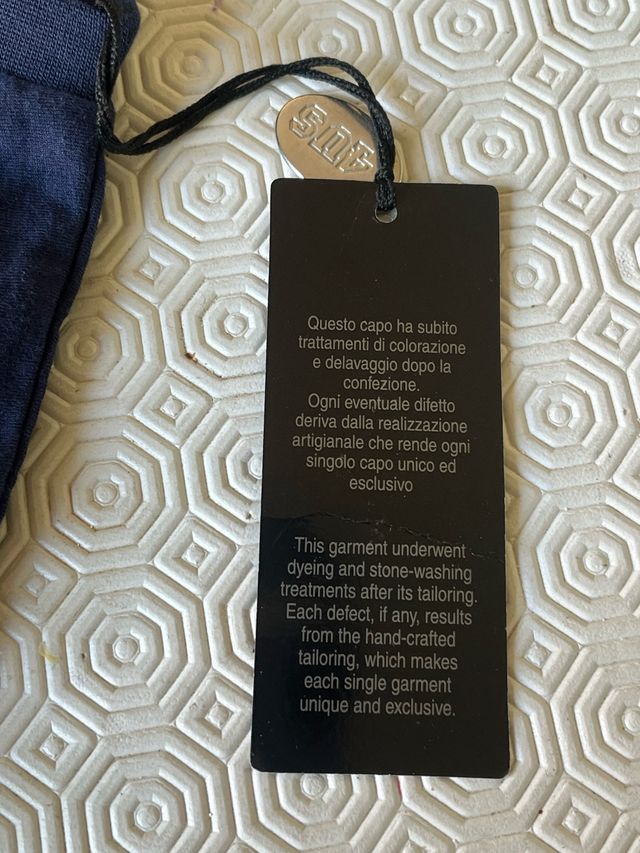 SUN
Questo capo ha subito
trattamenti di colorazione
e delavaggio dopo la
confezione.
Ogni eventuale difetto
deriva dalla realizzazione
artigianale che rende ogni
singolo capo unico ed
esclusivo
This garment underwent
dyeing and stone-washing
treatments after its tailoring.
Each defect, if any, results
from the hand-crafted
tailoring, which makes
each single garment
unique and exclusive.